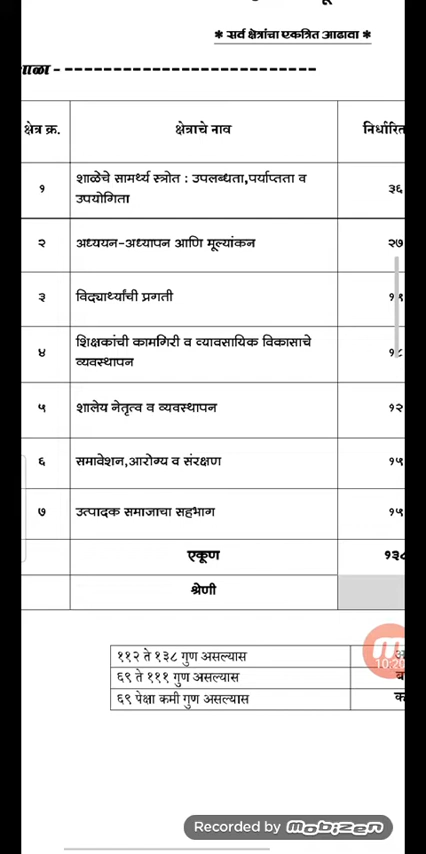 * सर्व क्षेत्रांचा एकत्रित आढावा *
क्षेत्र क्र. क्षेत्राचे नाव निर्धारित
१ शाळेचे सामर्थ्य स्त्रोत : उपलब्धता,पर्याप्तता व
उपयोगिता ३६
२ अध्ययन-अध्यापन आणि मूल्यांकन २७
३ विद्यार्थ्यांची प्रगती
४ शिक्षकांची कामगिरी व व्यावसायिक विकासाचे
व्यवस्थापन
५ शालेय नेतृत्व व व्यवस्थापन १२
६ समावेशन,आरोग्य व संरक्षण १५
७ उत्पादक समाजाचा सहभाग १५
एकूण १३८
श्रेणी
११२ ते १३८ गुण असल्यास
६९ ते १११ गुण असल्यास
६९ पेक्षा कमी गुण असल्यास
10:20
Recorded by mobizen